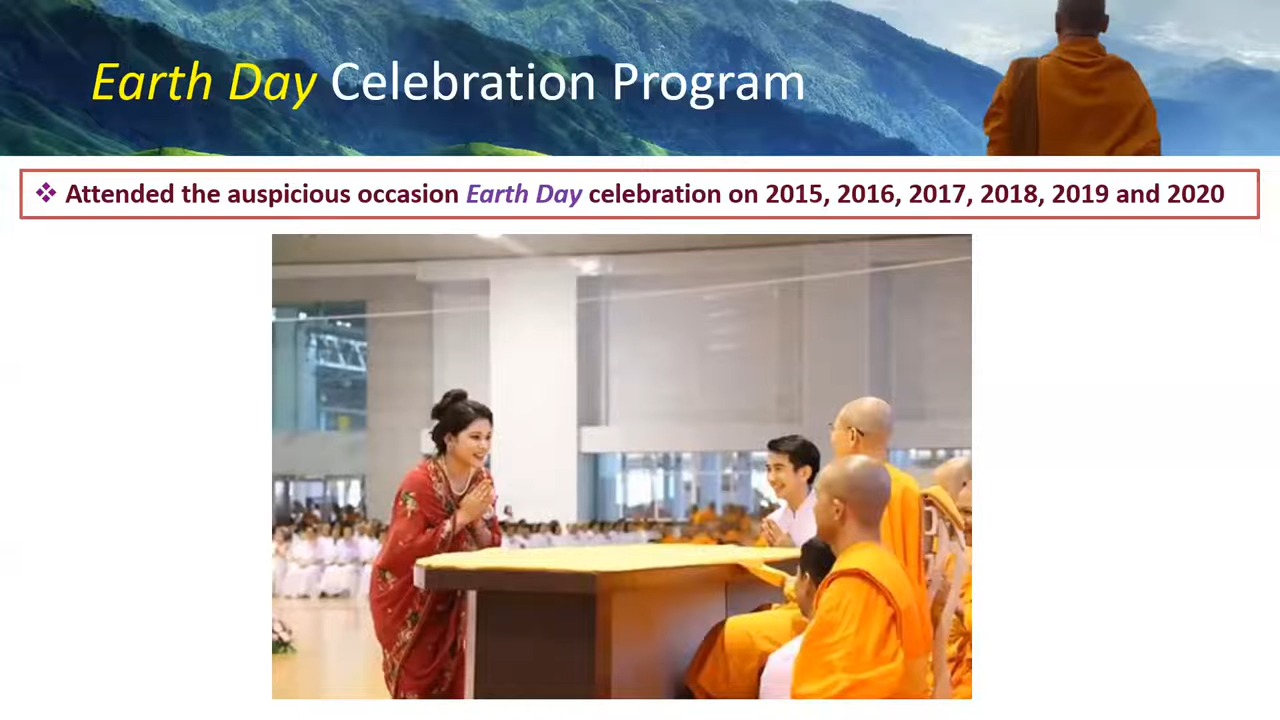 Earth Day Celebration Program
❖ Attended the auspicious occasion Earth Day celebration on 2015, 2016, 2017, 2018, 2019 and 2020